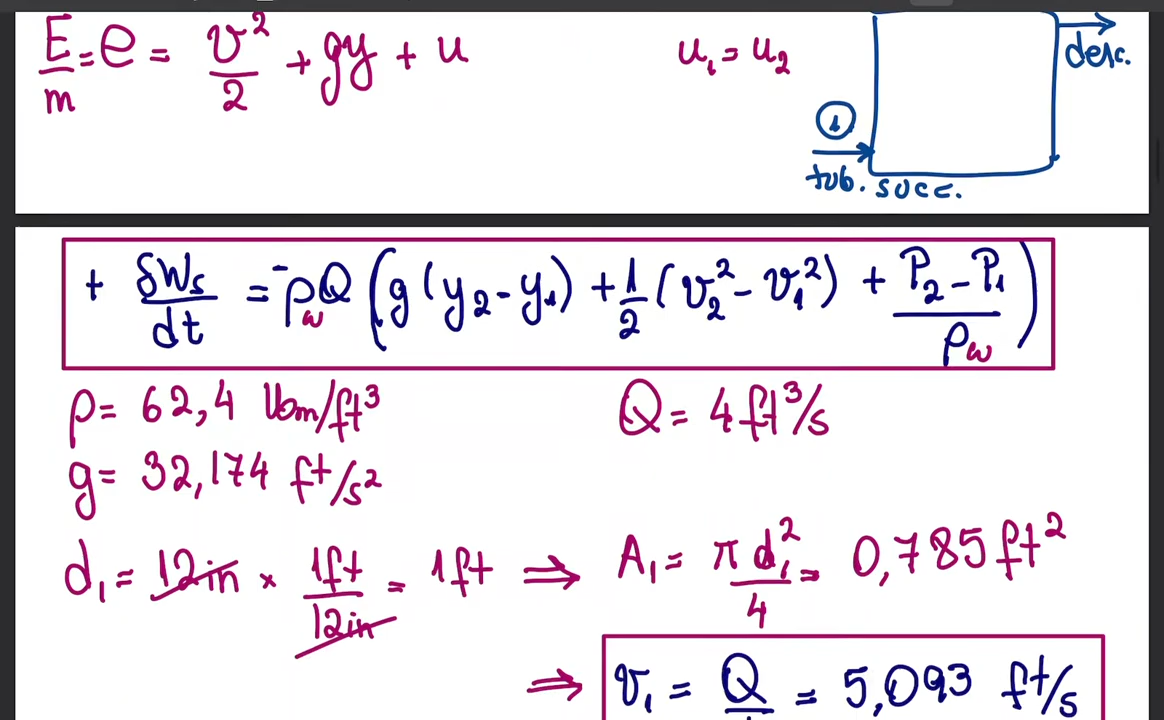 E/m = e = v²/2 + gy + u
u₁ = u₂
desc.
1
tub. succ.
+ δWs/dt = -ρwQ (g(y₂ - y₁) + 1/2 (v₂² - v₁²) + P₂ - P₁/ρw)
ρ = 62,4 lbm/ft³
Q = 4 ft³/s
g = 32,174 ft/s²
d₁ = 12in × 1ft/12in = 1ft ⇒ A₁ = πd₁²/4 = 0,785 ft²
⇒ v₁ = Q = 5,093 ft/s